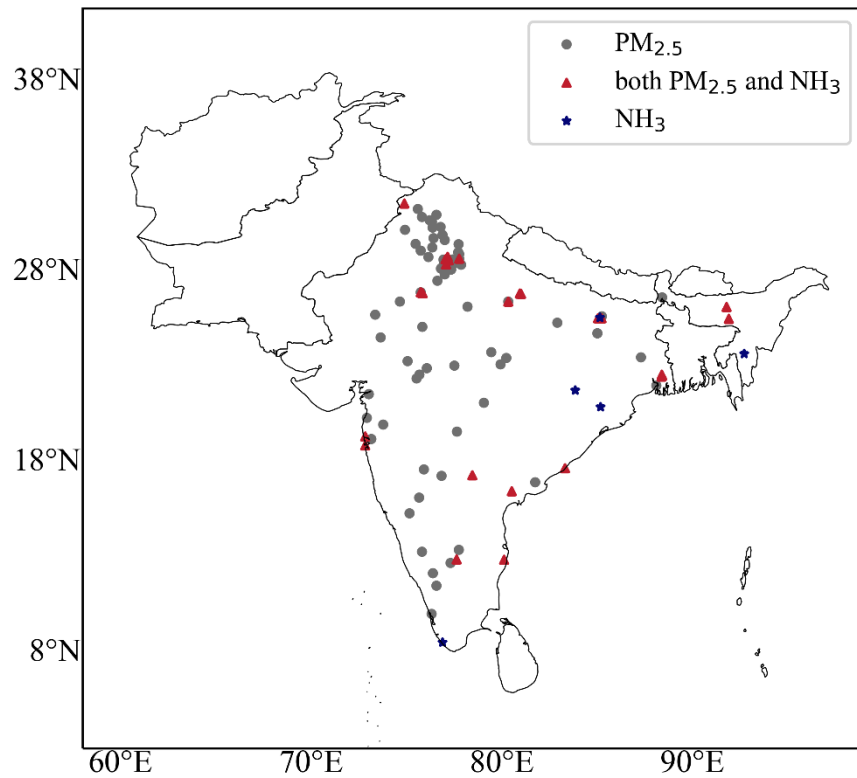 PM₂.₅
both PM₂.₅ and NH₃
NH₃
38°N
28°N
18°N
8°N
60°E 70°E 80°E 90°E